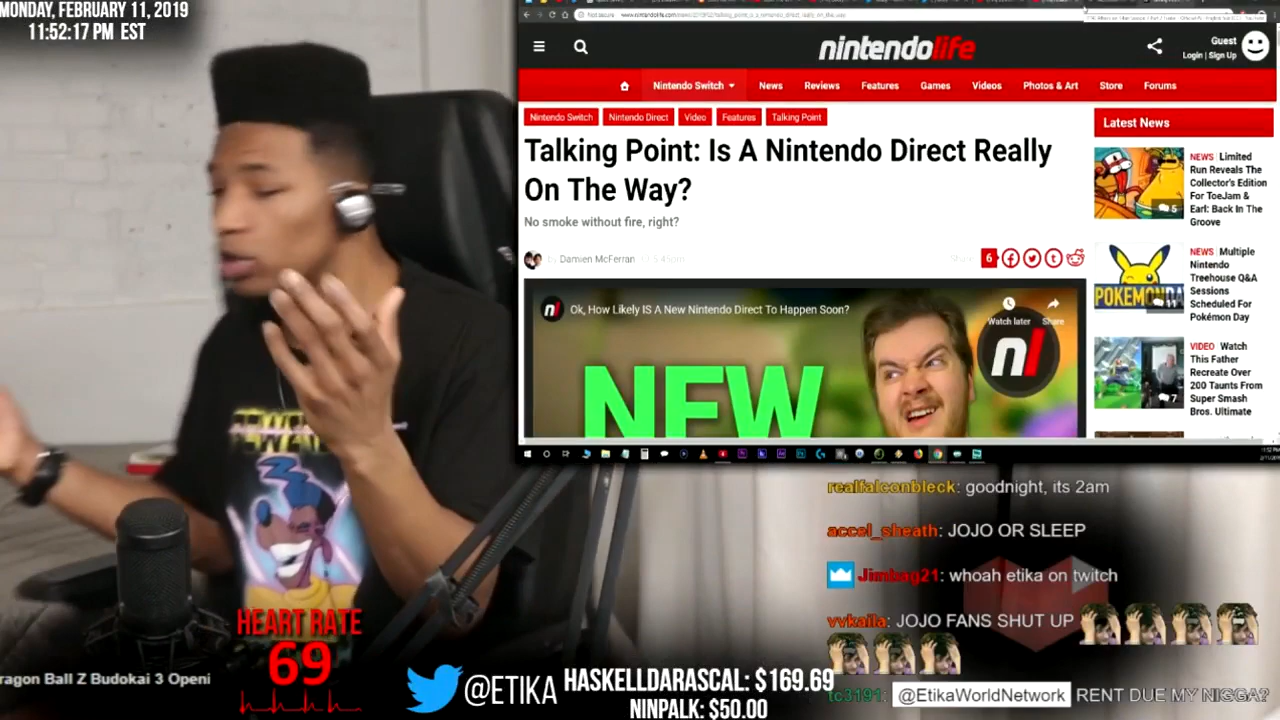 MONDAY, FEBRUARY 11, 2019
11:52:17 PM EST
nintendolife
Guest
Login | Sign Up
Nintendo Switch
News
Reviews
Features
Games
Videos
Photos & Art
Store
Forums
Nintendo Switch
Nintendo Direct
Video
Features
Talking Point
Talking Point: Is A Nintendo Direct Really
On The Way?
No smoke without fire, right?
by Damien McFerran
Share
6
Ok, How Likely IS A New Nintendo Direct To Happen Soon?
Watch later
Share
NEW
Latest News
NEWS Limited
Run Reveals The
Collector's Edition
For ToeJam &
Earl: Back In The
Groove
5
NEWS Multiple
Nintendo
Treehouse Q&A
Sessions
Scheduled For
Pokémon Day
VIDEO Watch
This Father
Recreate Over
200 Taunts From
Super Smash
Bros. Ultimate
7
realfalconbleck: goodnight, its 2am
accel_sheath: JOJO OR SLEEP
Jimbag21: whoah etika on twitch
vvkaila: JOJO FANS SHUT UP
tc3191: @EtikaWorldNetwork RENT DUE MY NIGGA?
HEART RATE
69
ragon Ball Z Budokai 3 Openi
@ETIKA
HASKELLDARASCAL: $169.69
NINPALK: $50.00